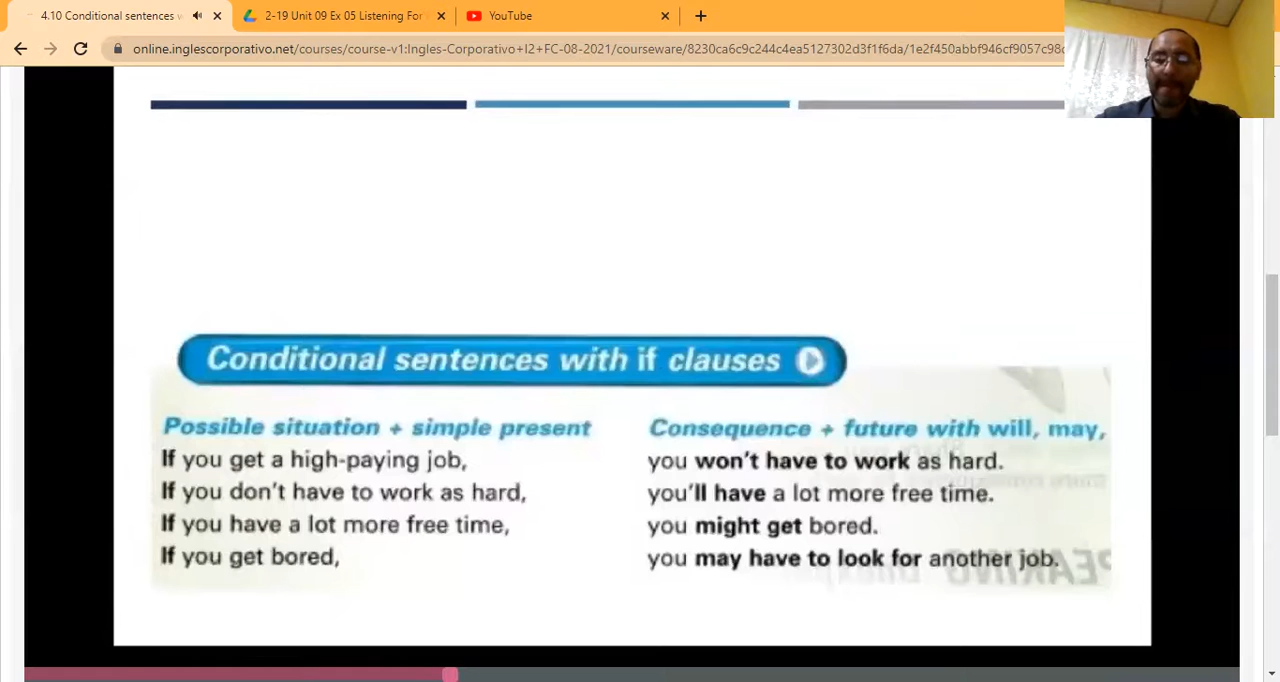 4.10 Conditional sentences w
2-19 Unit 09 Ex 05 Listening For
YouTube
online.inglescorporativo.net/courses/course-v1:Ingles-Corporativo+I2+FC-08-2021/courseware/8230ca6c9c244c4ea5127302d3f1f6da/1e2f450abbf946cf9057c98c
Conditional sentences with if clauses
Possible situation + simple present
Consequence + future with will, may,
If you get a high-paying job,
you won't have to work as hard.
If you don't have to work as hard,
you'll have a lot more free time.
If you have a lot more free time,
you might get bored.
If you get bored,
you may have to look for another job.